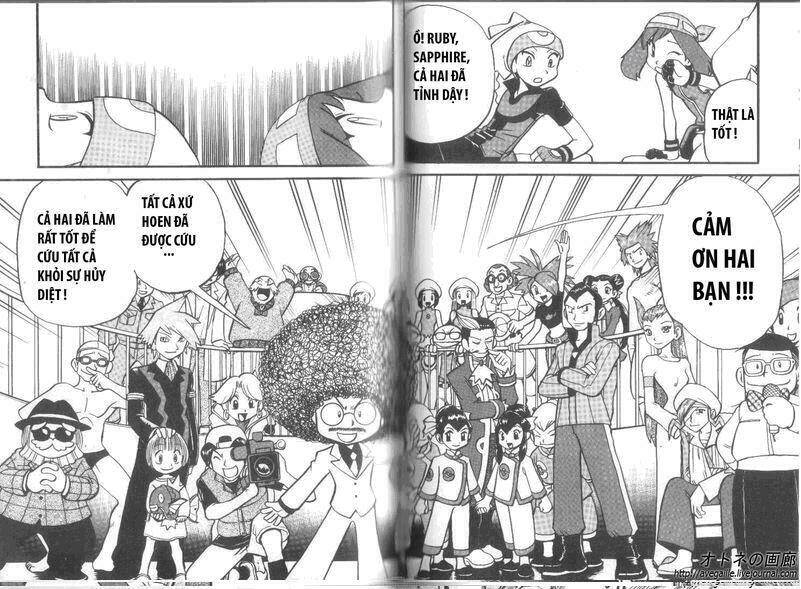 Ồ! RUBY,
SAPPHIRE,
CẢ HAI ĐÃ
TỈNH DẬY!
THẬT LÀ
TỐT!
CẢ HAI ĐÃ LÀM
RẤT TỐT ĐỂ
CỨU TẤT CẢ
KHỎI SỰ HỦY
DIỆT!
TẤT CẢ XỨ
HOEN ĐÃ
ĐƯỢC CỨU
...
CẢM
ƠN HAI
BẠN !!!
オトネの画廊
http://avegaille.livejournal.com